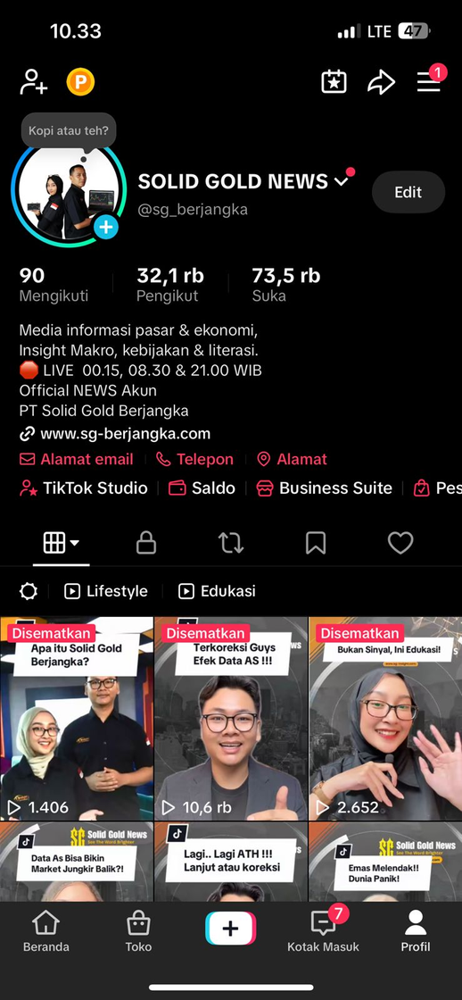 10.33
LTE 47
P
1
Kopi atau teh?
SOLID GOLD NEWS
@sg_berjangka
Edit
90
Mengikuti
32,1 rb
Pengikut
73,5 rb
Suka
Media informasi pasar & ekonomi,
Insight Makro, kebijakan & literasi.
LIVE 00.15, 08.30 & 21.00 WIB
Official NEWS Akun
PT Solid Gold Berjangka
www.sg-berjangka.com
Alamat email
Telepon
Alamat
TikTok Studio
Saldo
Business Suite
Pes
Lifestyle
Edukasi
Disematkan
Apa itu Solid Gold
Berjangka?
1.406
Disematkan
Terkoreksi Guys
Efek Data AS !!!
10,6 rb
Disematkan
Bukan Sinyal, Ini Edukasi!
2.652
SG Solid Gold News
See The Word Brighter
Data As Bisa Bikin
Market Jungkir Balik?!
Lagi.. Lagi ATH !!!
Lanjut atau koreksi
SG Solid Gold News
Emas Melendak!!
Dunia Panik!
Beranda
Toko
7
Kotak Masuk
Profil